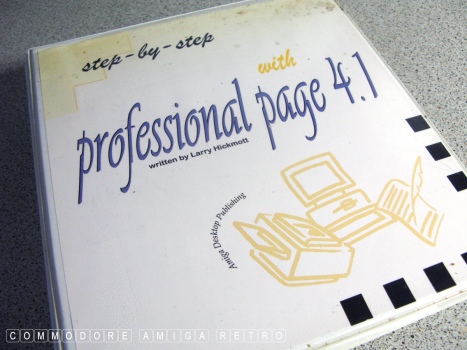 step-by-step
with
professional page 4.1
written by Larry Hickmott
Amiga Desktop Publishing
COMMODORE AMIGA RETRO